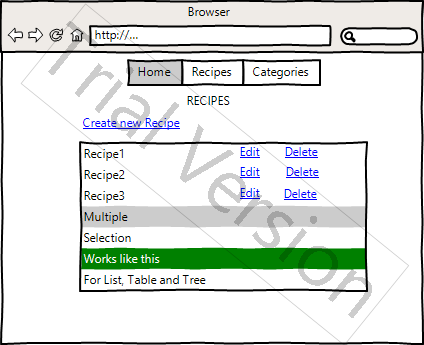 Browser
http://...
Home Recipes Categories
RECIPES
Create new Recipe
Recipe1 Edit Delete
Recipe2 Edit Delete
Recipe3 Edit Delete
Multiple
Selection
Works like this
For List, Table and Tree
Trial Version